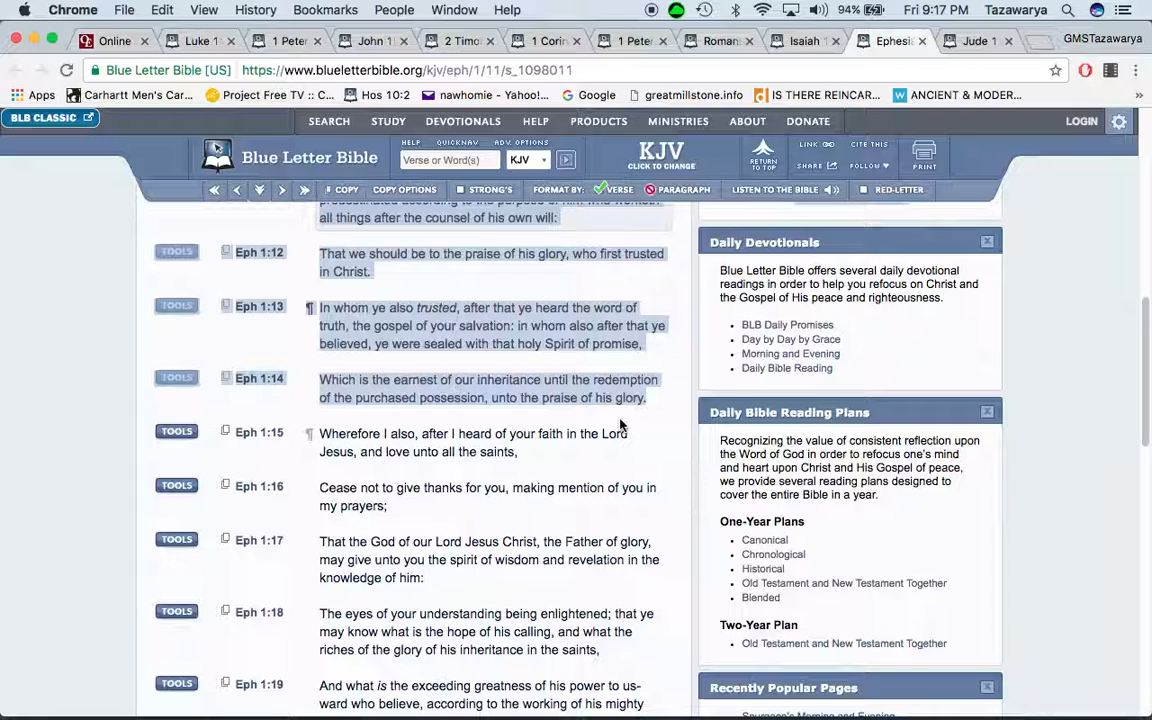 Chrome File Edit View History Bookmarks People Window Help 94% Fri 9:17 PM Tazawarya
Online Luke 1 1 Peter John 1 2 Timo 1 Corin 1 Peter Romans Isaiah 1 Ephesia Jude 1 GMSTazawarya
Blue Letter Bible [US] https://www.blueletterbible.org/kjv/eph/1/11/s_1098011
Apps Carhartt Men's Car... Project Free TV :: C... Hos 10:2 nawhomie - Yahoo!... Google greatmillstone.info IS THERE REINCAR... ANCIENT & MODER... »
BLB CLASSIC SEARCH STUDY DEVOTIONALS HELP PRODUCTS MINISTRIES ABOUT DONATE LOGIN
HELP QUICKNAV ADV. OPTIONS
Blue Letter Bible Verse or Word(s) KJV KJV CLICK TO CHANGE RETURN TO TOP LINK CITE THIS SHARE FOLLOW PRINT
COPY COPY OPTIONS STRONG'S FORMAT BY: VERSE PARAGRAPH LISTEN TO THE BIBLE RED-LETTER
predestinated according to the purpose of him who worketh
all things after the counsel of his own will:
TOOLS Eph 1:12 That we should be to the praise of his glory, who first trusted
in Christ.
TOOLS Eph 1:13 ¶ In whom ye also trusted, after that ye heard the word of
truth, the gospel of your salvation: in whom also after that ye
believed, ye were sealed with that holy Spirit of promise,
TOOLS Eph 1:14 Which is the earnest of our inheritance until the redemption
of the purchased possession, unto the praise of his glory.
TOOLS Eph 1:15 ¶ Wherefore I also, after I heard of your faith in the Lord
Jesus, and love unto all the saints,
TOOLS Eph 1:16 Cease not to give thanks for you, making mention of you in
my prayers;
TOOLS Eph 1:17 That the God of our Lord Jesus Christ, the Father of glory,
may give unto you the spirit of wisdom and revelation in the
knowledge of him:
TOOLS Eph 1:18 The eyes of your understanding being enlightened; that ye
may know what is the hope of his calling, and what the
riches of the glory of his inheritance in the saints,
TOOLS Eph 1:19 And what is the exceeding greatness of his power to us-
ward who believe, according to the working of his mighty
Daily Devotionals
Blue Letter Bible offers several daily devotional
readings in order to help you refocus on Christ and
the Gospel of His peace and righteousness.
• BLB Daily Promises
• Day by Day by Grace
• Morning and Evening
• Daily Bible Reading
Daily Bible Reading Plans
Recognizing the value of consistent reflection upon
the Word of God in order to refocus one's mind
and heart upon Christ and His Gospel of peace,
we provide several reading plans designed to
cover the entire Bible in a year.
One-Year Plans
• Canonical
• Chronological
• Historical
• Old Testament and New Testament Together
• Blended
Two-Year Plan
• Old Testament and New Testament Together
Recently Popular Pages
Spurgeon's Morning and Evening